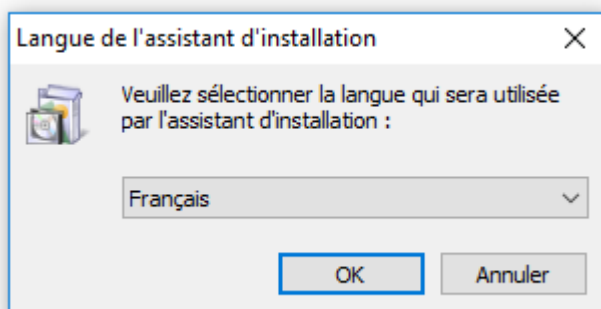 Langue de l'assistant d'installation
Veuillez sélectionner la langue qui sera utilisée
par l'assistant d'installation :
Français
OK
Annuler